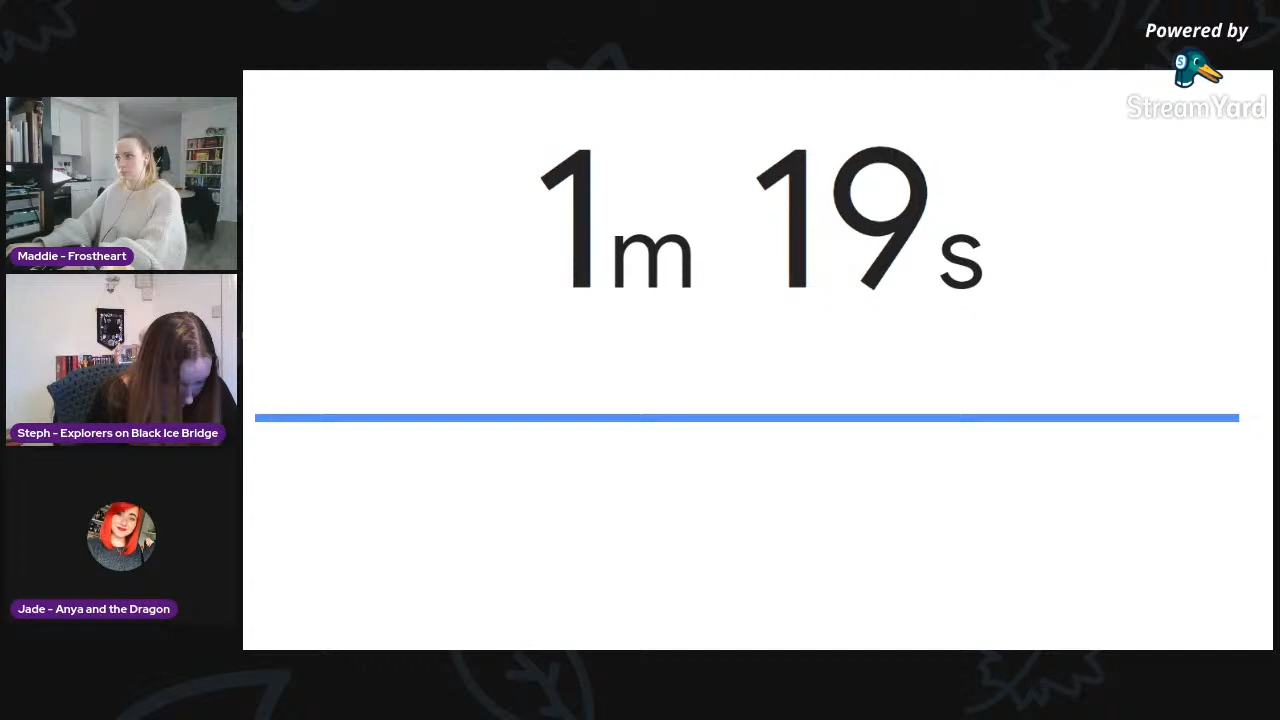 Powered by
StreamYard
1m 19s
Maddie - Frostheart
Steph - Explorers on Black Ice Bridge
Jade - Anya and the Dragon